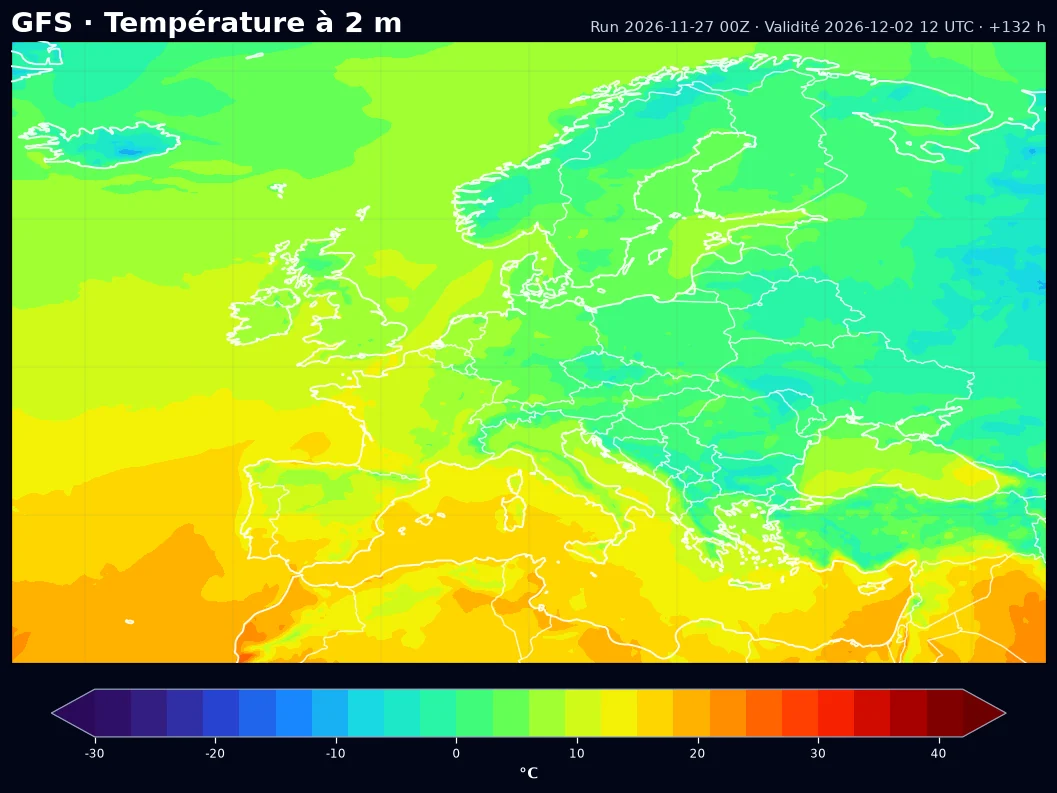 GFS · Température à 2 m
Run 2026-11-27 00Z · Validité 2026-12-02 12 UTC · +132 h
-30 -20 -10 0 10 20 30 40
°C